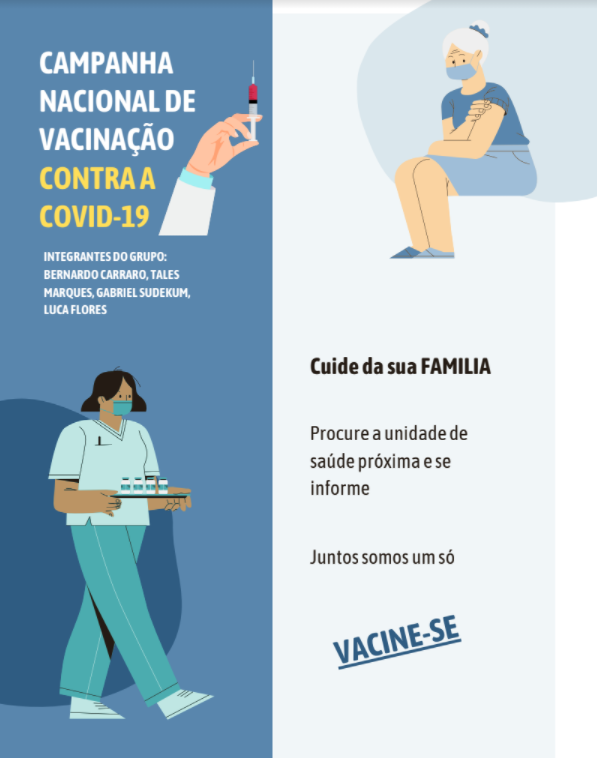 CAMPANHA
NACIONAL DE
VACINAÇÃO
CONTRA A
COVID-19
INTEGRANTES DO GRUPO:
BERNARDO CARRARO, TALES
MARQUES, GABRIEL SUDEKUM,
LUCA FLORES
Cuide da sua FAMILIA
Procure a unidade de
saúde próxima e se
informe
Juntos somos um só
VACINE-SE